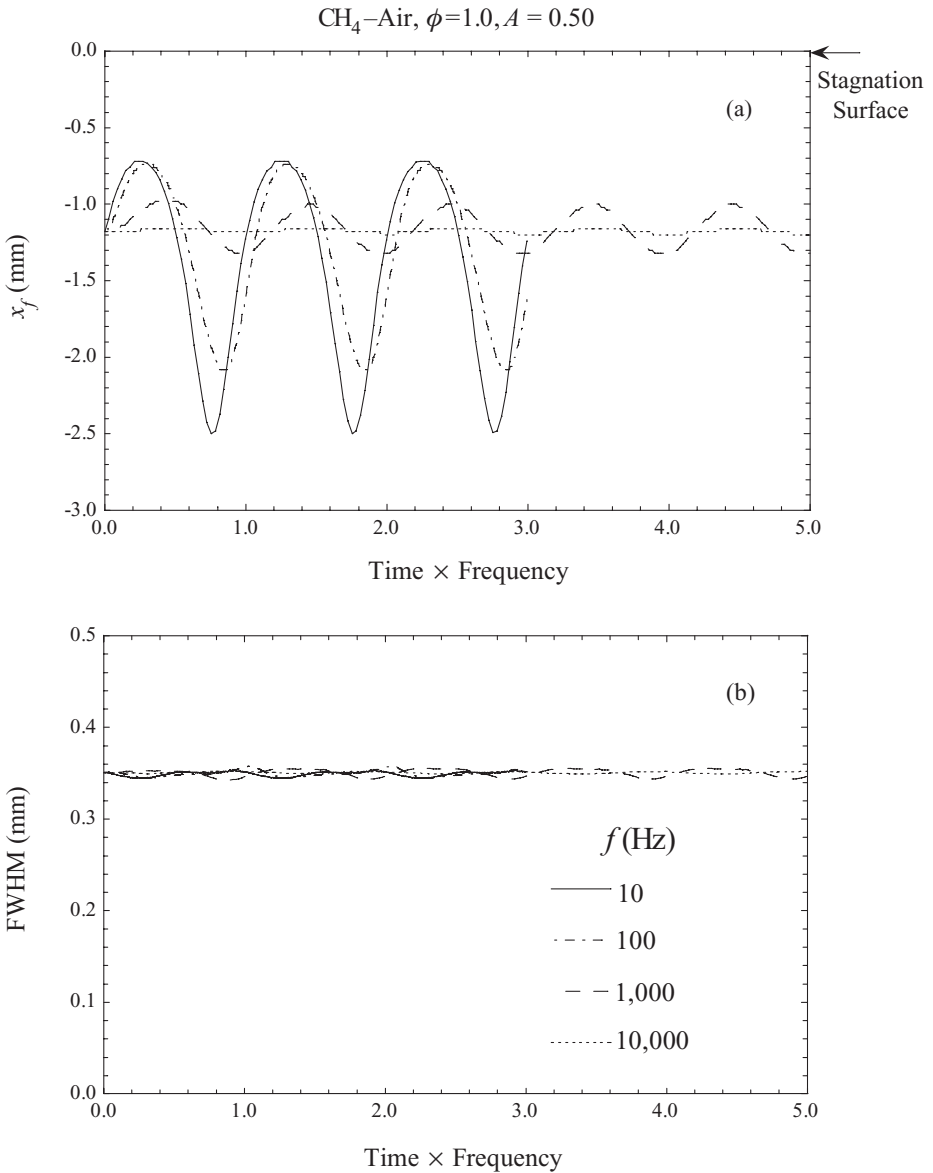 CH₄–Air, ϕ=1.0, A = 0.50
0.0
-0.5
-1.0
-1.5
-2.0
-2.5
-3.0
x_f (mm)
(a)
Stagnation
Surface
0.0 1.0 2.0 3.0 4.0 5.0
Time × Frequency
0.5
0.4
0.3
0.2
0.1
0.0
FWHM (mm)
(b)
f (Hz)
10
100
1,000
10,000
0.0 1.0 2.0 3.0 4.0 5.0
Time × Frequency